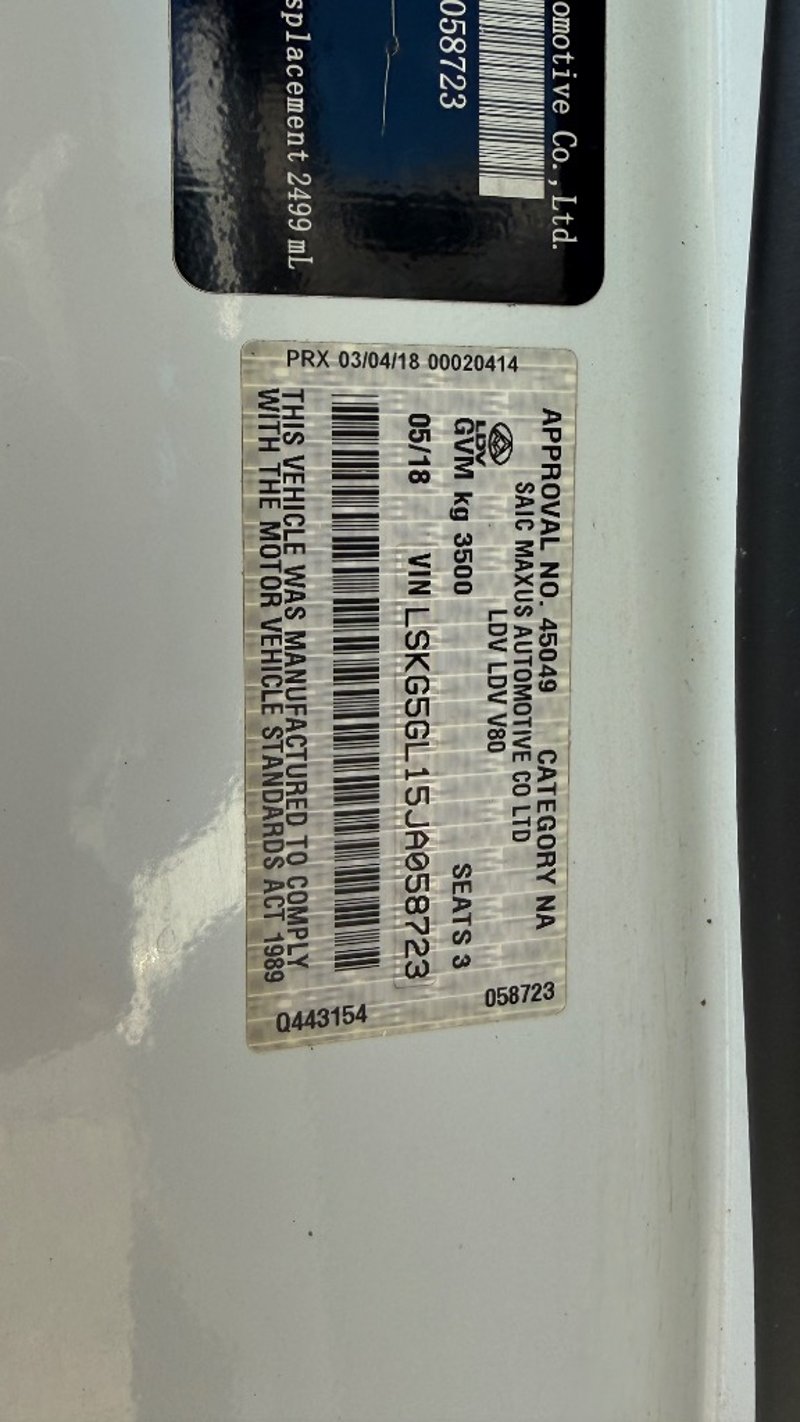 omotive Co.,Ltd.
058723
splacement 2499 mL
PRX 03/04/18 00020414
APPROVAL NO. 45049 CATEGORY NA
SAIC MAXUS AUTOMOTIVE CO LTD
LDV
LDV LDV V80
GVM kg 3500 SEATS 3
05/18 VIN LSKG5GL15JA058723
THIS VEHICLE WAS MANUFACTURED TO COMPLY
WITH THE MOTOR VEHICLE STANDARDS ACT 1989
058723
Q443154